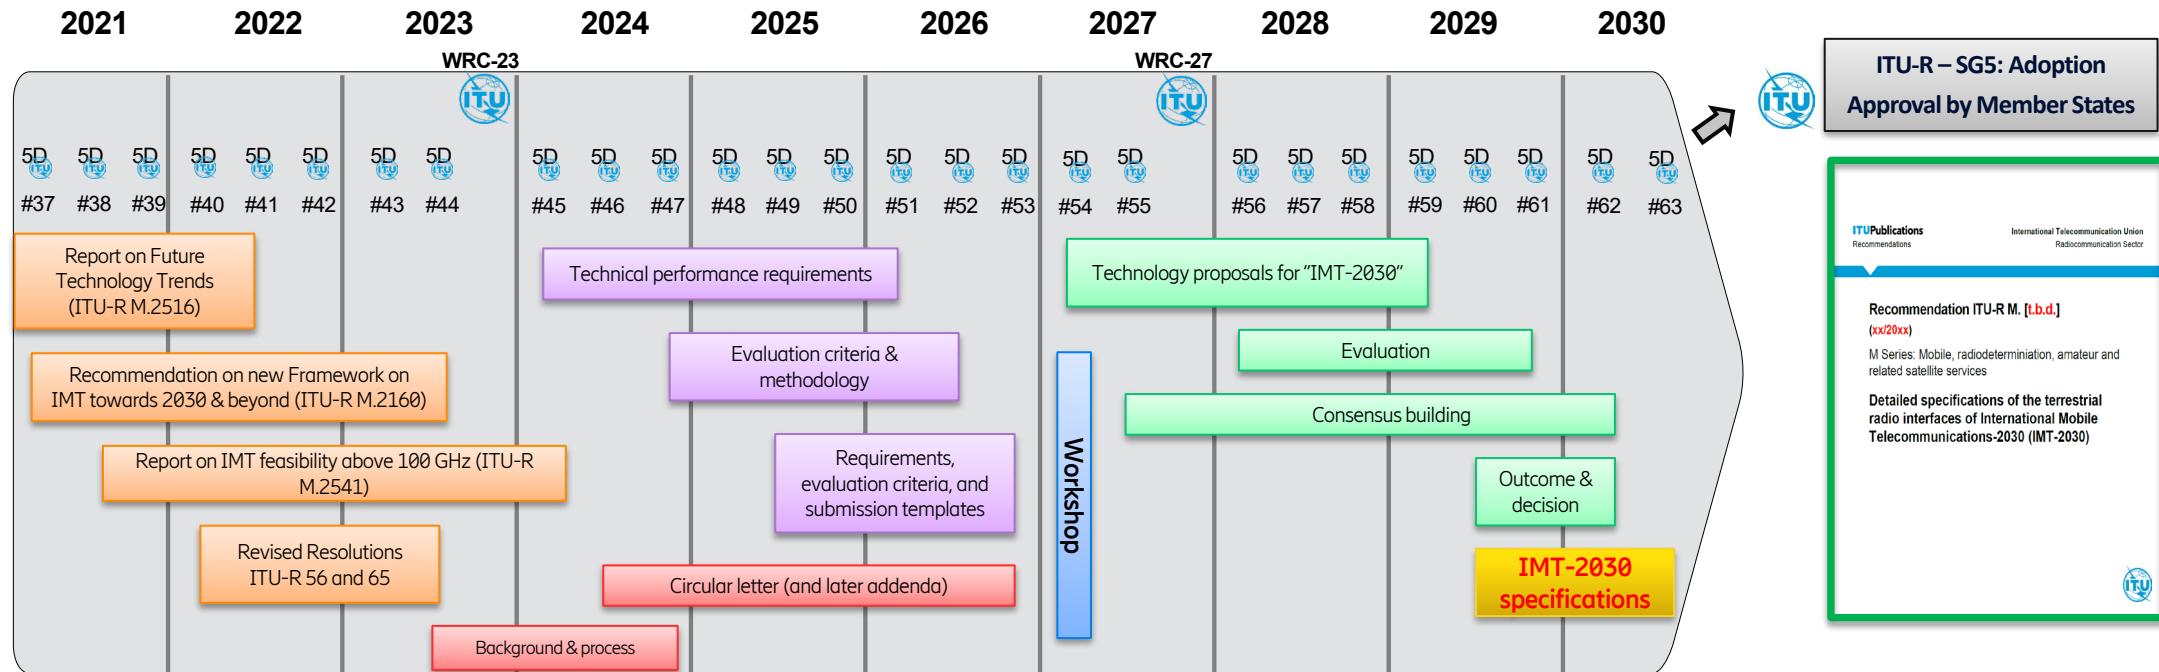 2021 2022 2023 2024 2025 2026 2027 2028 2029 2030
WRC-23 WRC-27
5D 5D 5D 5D 5D 5D 5D 5D 5D 5D 5D 5D 5D 5D 5D 5D 5D 5D 5D 5D 5D 5D 5D 5D 5D 5D 5D
#37 #38 #39 #40 #41 #42 #43 #44 #45 #46 #47 #48 #49 #50 #51 #52 #53 #54 #55 #56 #57 #58 #59 #60 #61 #62 #63
Report on Future
Technology Trends
(ITU-R M.2516)
Recommendation on new Framework on
IMT towards 2030 & beyond (ITU-R M.2160)
Report on IMT feasibility above 100 GHz (ITU-R
M.2541)
Revised Resolutions
ITU-R 56 and 65
Background & process
Technical performance requirements
Evaluation criteria &
methodology
Requirements,
evaluation criteria, and
submission templates
Circular letter (and later addenda)
Workshop
Technology proposals for "IMT-2030"
Evaluation
Consensus building
Outcome &
decision
IMT-2030
specifications
ITU
ITU-R – SG5: Adoption
Approval by Member States
ITUPublications International Telecommunication Union
Recommendations Radiocommunication Sector
Recommendation ITU-R M. [t.b.d.]
(xx/20xx)
M Series: Mobile, radiodeterminiation, amateur and
related satellite services
Detailed specifications of the terrestrial
radio interfaces of International Mobile
Telecommunications-2030 (IMT-2030)
ITU